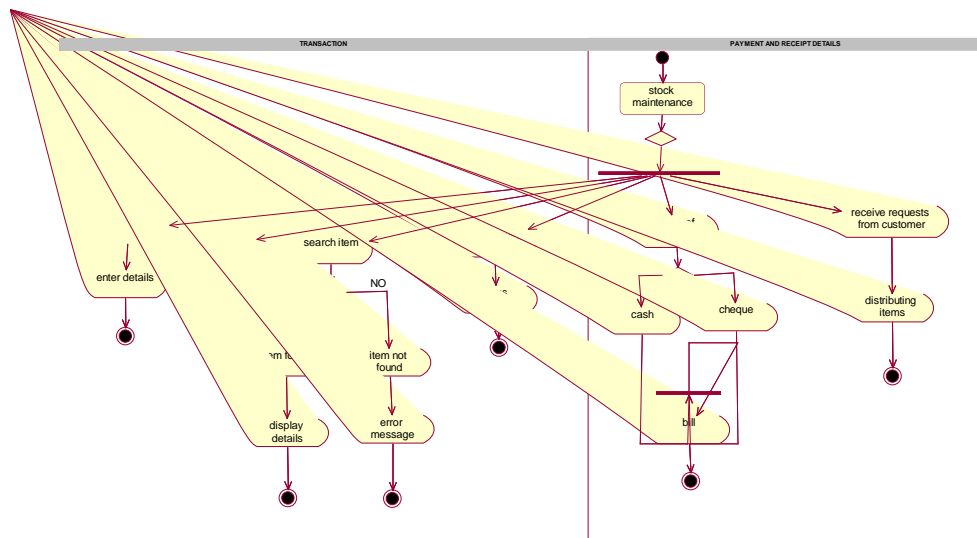 TRANSACTION
PAYMENT AND RECEIPT DETAILS
stock
maintenance
receive requests
from customer
search item
enter details
NO
distributing
items
cash
cheque
item not
found
display
details
error
message
bill